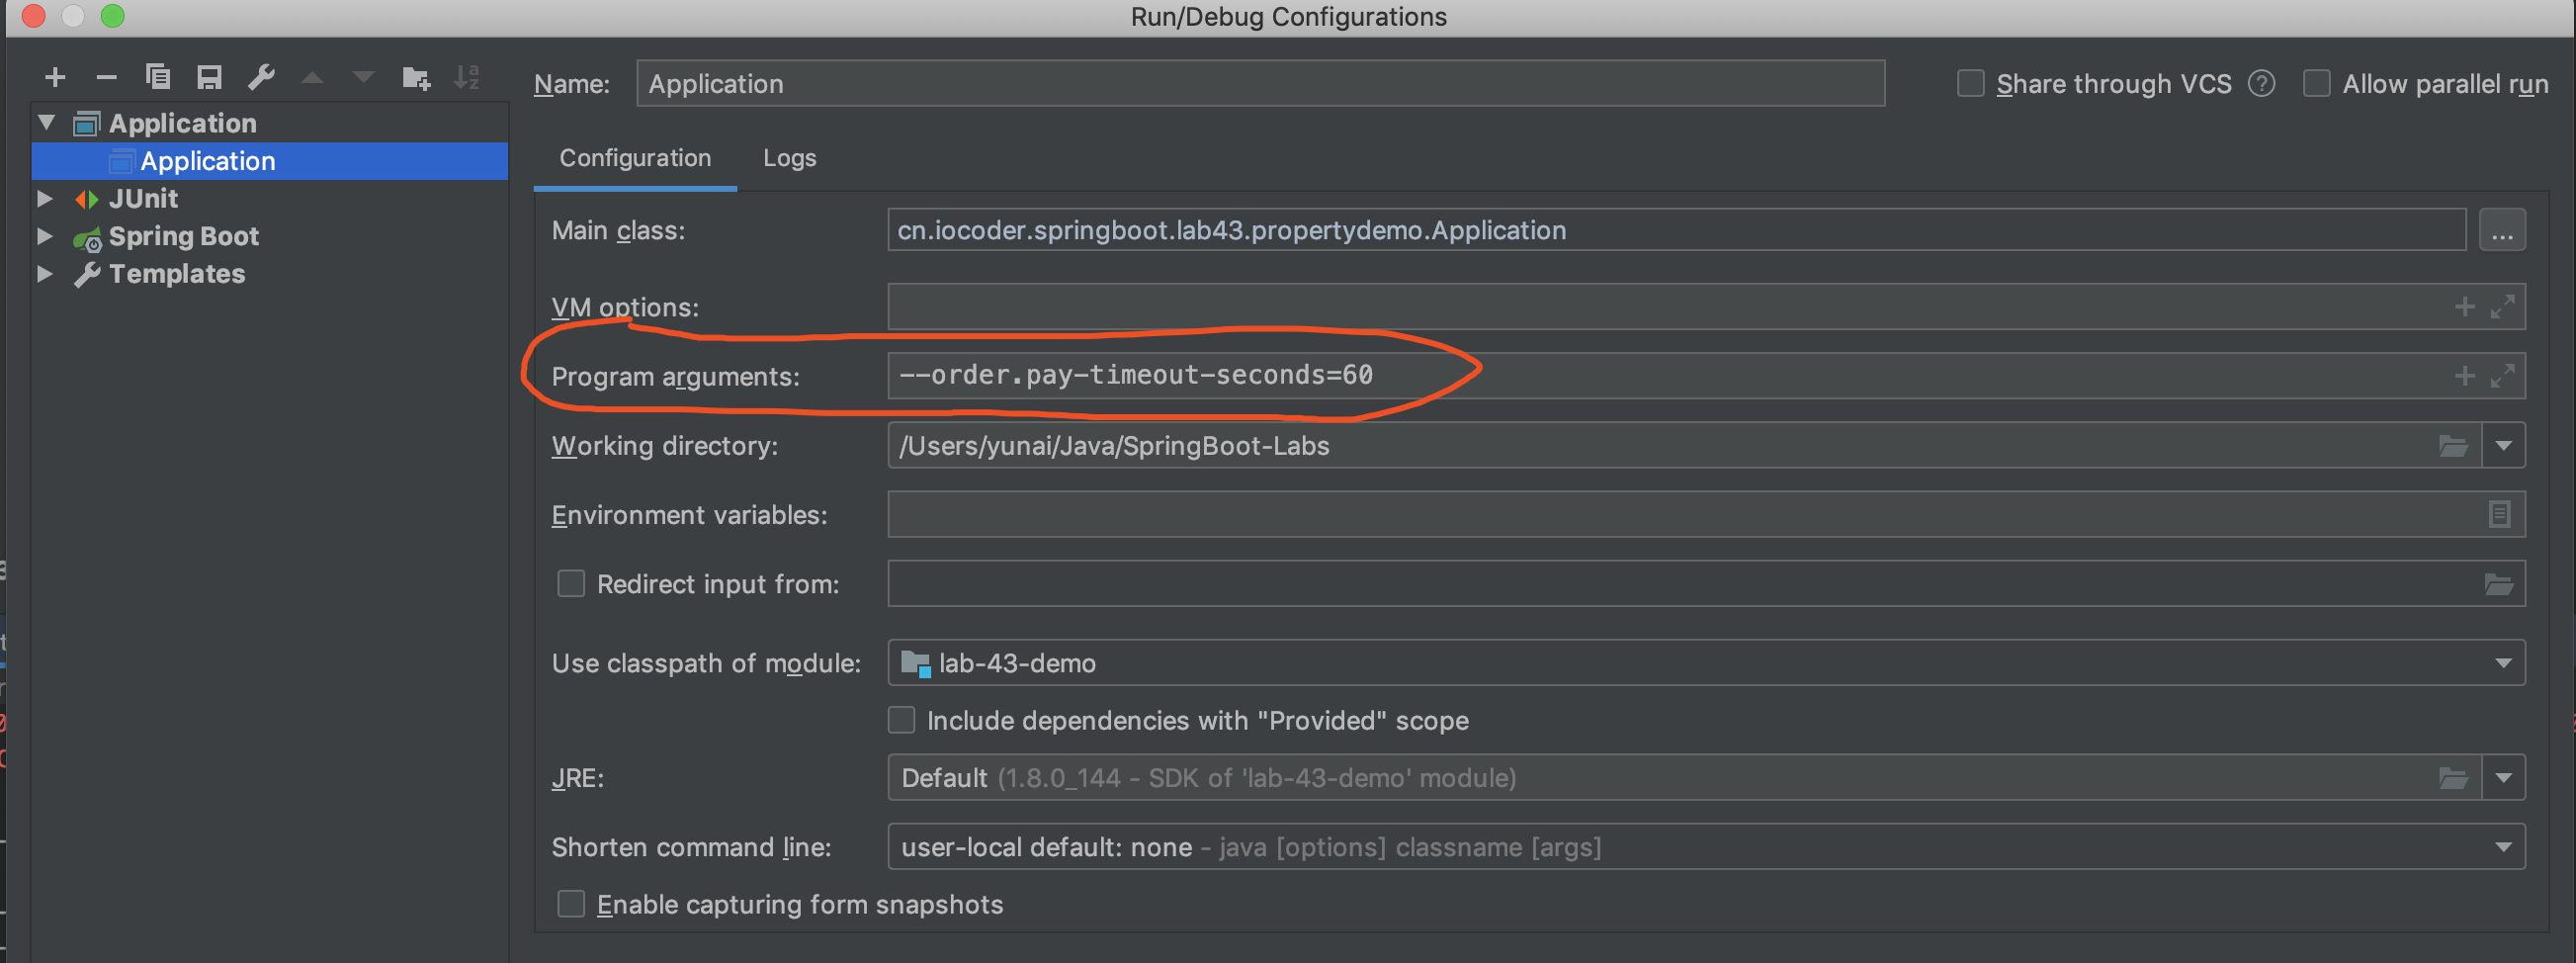 Run/Debug Configurations
Name: Application Share through VCS ? Allow parallel run
Application
Application
JUnit
Spring Boot
Templates
Configuration Logs
Main class: cn.iocoder.springboot.lab43.propertydemo.Application ...
VM options:
Program arguments: --order.pay-timeout-seconds=60
Working directory: /Users/yunai/Java/SpringBoot-Labs
Environment variables:
Redirect input from:
Use classpath of module: lab-43-demo
Include dependencies with "Provided" scope
JRE: Default (1.8.0_144 - SDK of 'lab-43-demo' module)
Shorten command line: user-local default: none - java [options] classname [args]
Enable capturing form snapshots